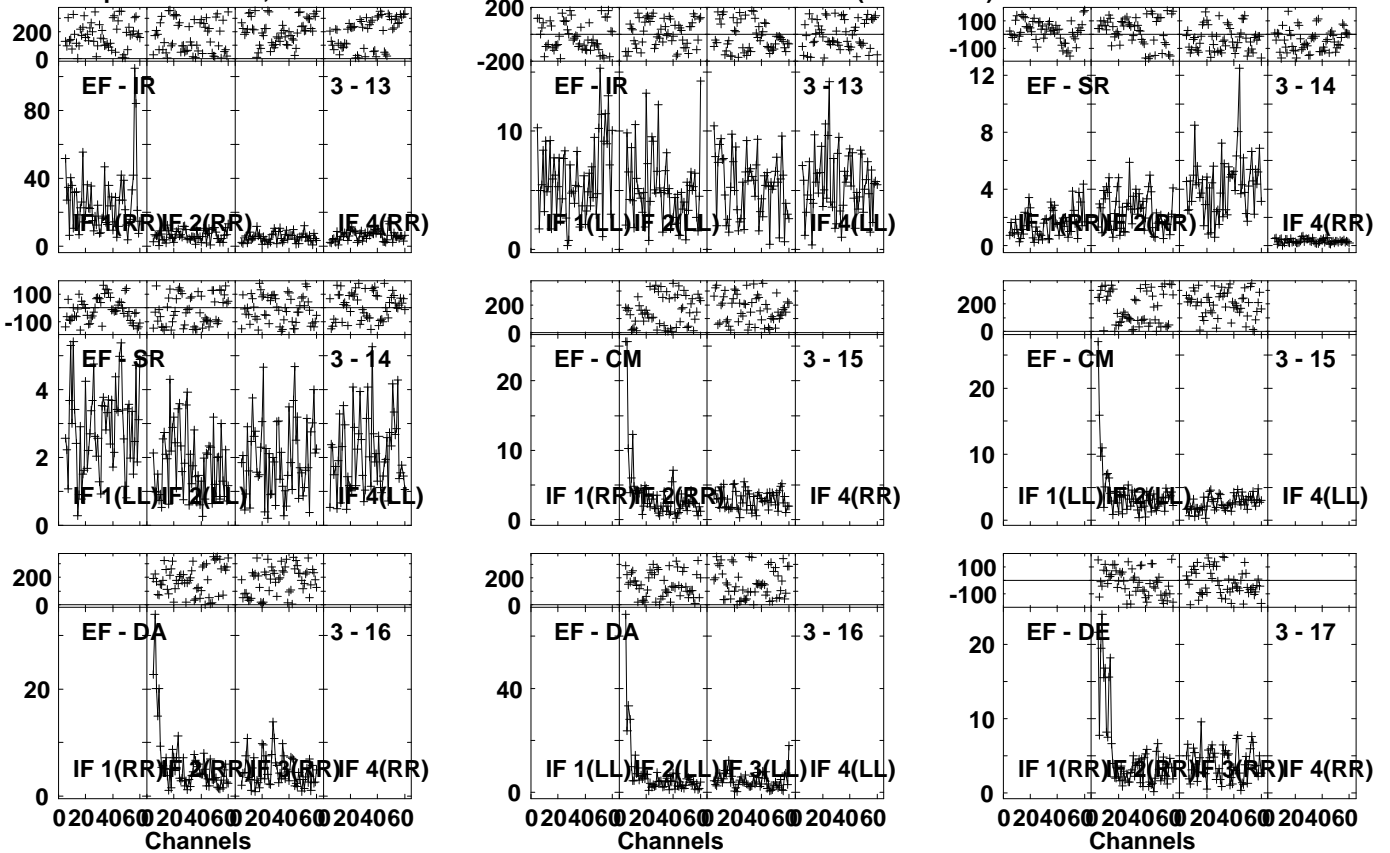 200
0
EF - IR 3 - 13
80
40
0
IF 1(RR) IF 2(RR) IF 4(RR)
200
-200
EF - IR 3 - 13
10
0
IF 1(LL) IF 2(LL) IF 4(LL)
100
-100
EF - SR 3 - 14
12
8
4
0
IF 1(RR) IF 2(RR) IF 4(RR)
100
-100
EF - SR 3 - 14
4
2
0
IF 1(LL) IF 2(LL) IF 4(LL)
200
0
EF - CM 3 - 15
20
10
0
IF 1(RR) IF 2(RR) IF 4(RR)
200
0
EF - CM 3 - 15
20
10
0
IF 1(LL) IF 2(LL) IF 4(LL)
200
0
EF - DA 3 - 16
20
0
IF 1(RR) IF 2(RR) IF 3(RR) IF 4(RR)
0 20 40 60 0 20 40 60 0 20 40 60 0 20 40 60
Channels
200
0
EF - DA 3 - 16
40
0
IF 1(LL) IF 2(LL) IF 3(LL) IF 4(LL)
0 20 40 60 0 20 40 60 0 20 40 60 0 20 40 60
Channels
100
-100
EF - DE 3 - 17
20
10
0
IF 1(RR) IF 2(RR) IF 3(RR) IF 4(RR)
0 20 40 60 0 20 40 60 0 20 40 60 0 20 40 60
Channels